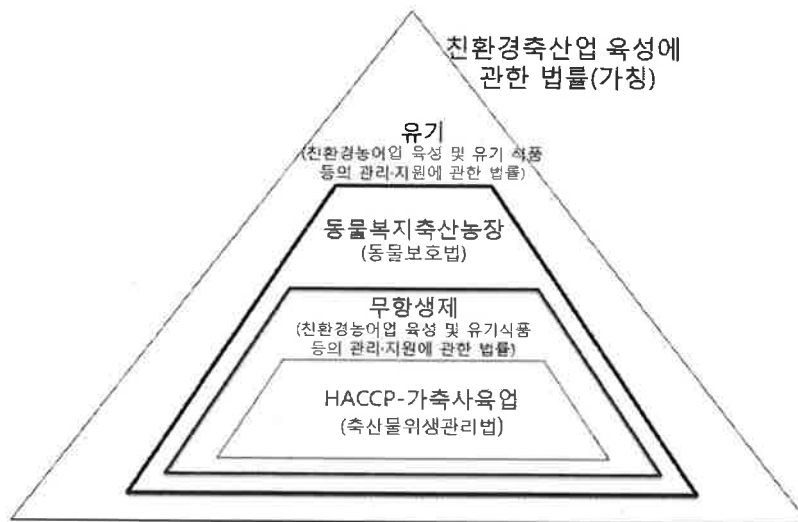 친환경축산업 육성에
관한 법률(가칭)
유기
(친환경농어업 육성 및 유기 식품
등의 관리·지원에 관한 법률)
동물복지축산농장
(동물보호법)
무항생제
(친환경농어업 육성 및 유기식품
등의 관리·지원에 관한 법률)
HACCP-가축사육업
(축산물위생관리법)